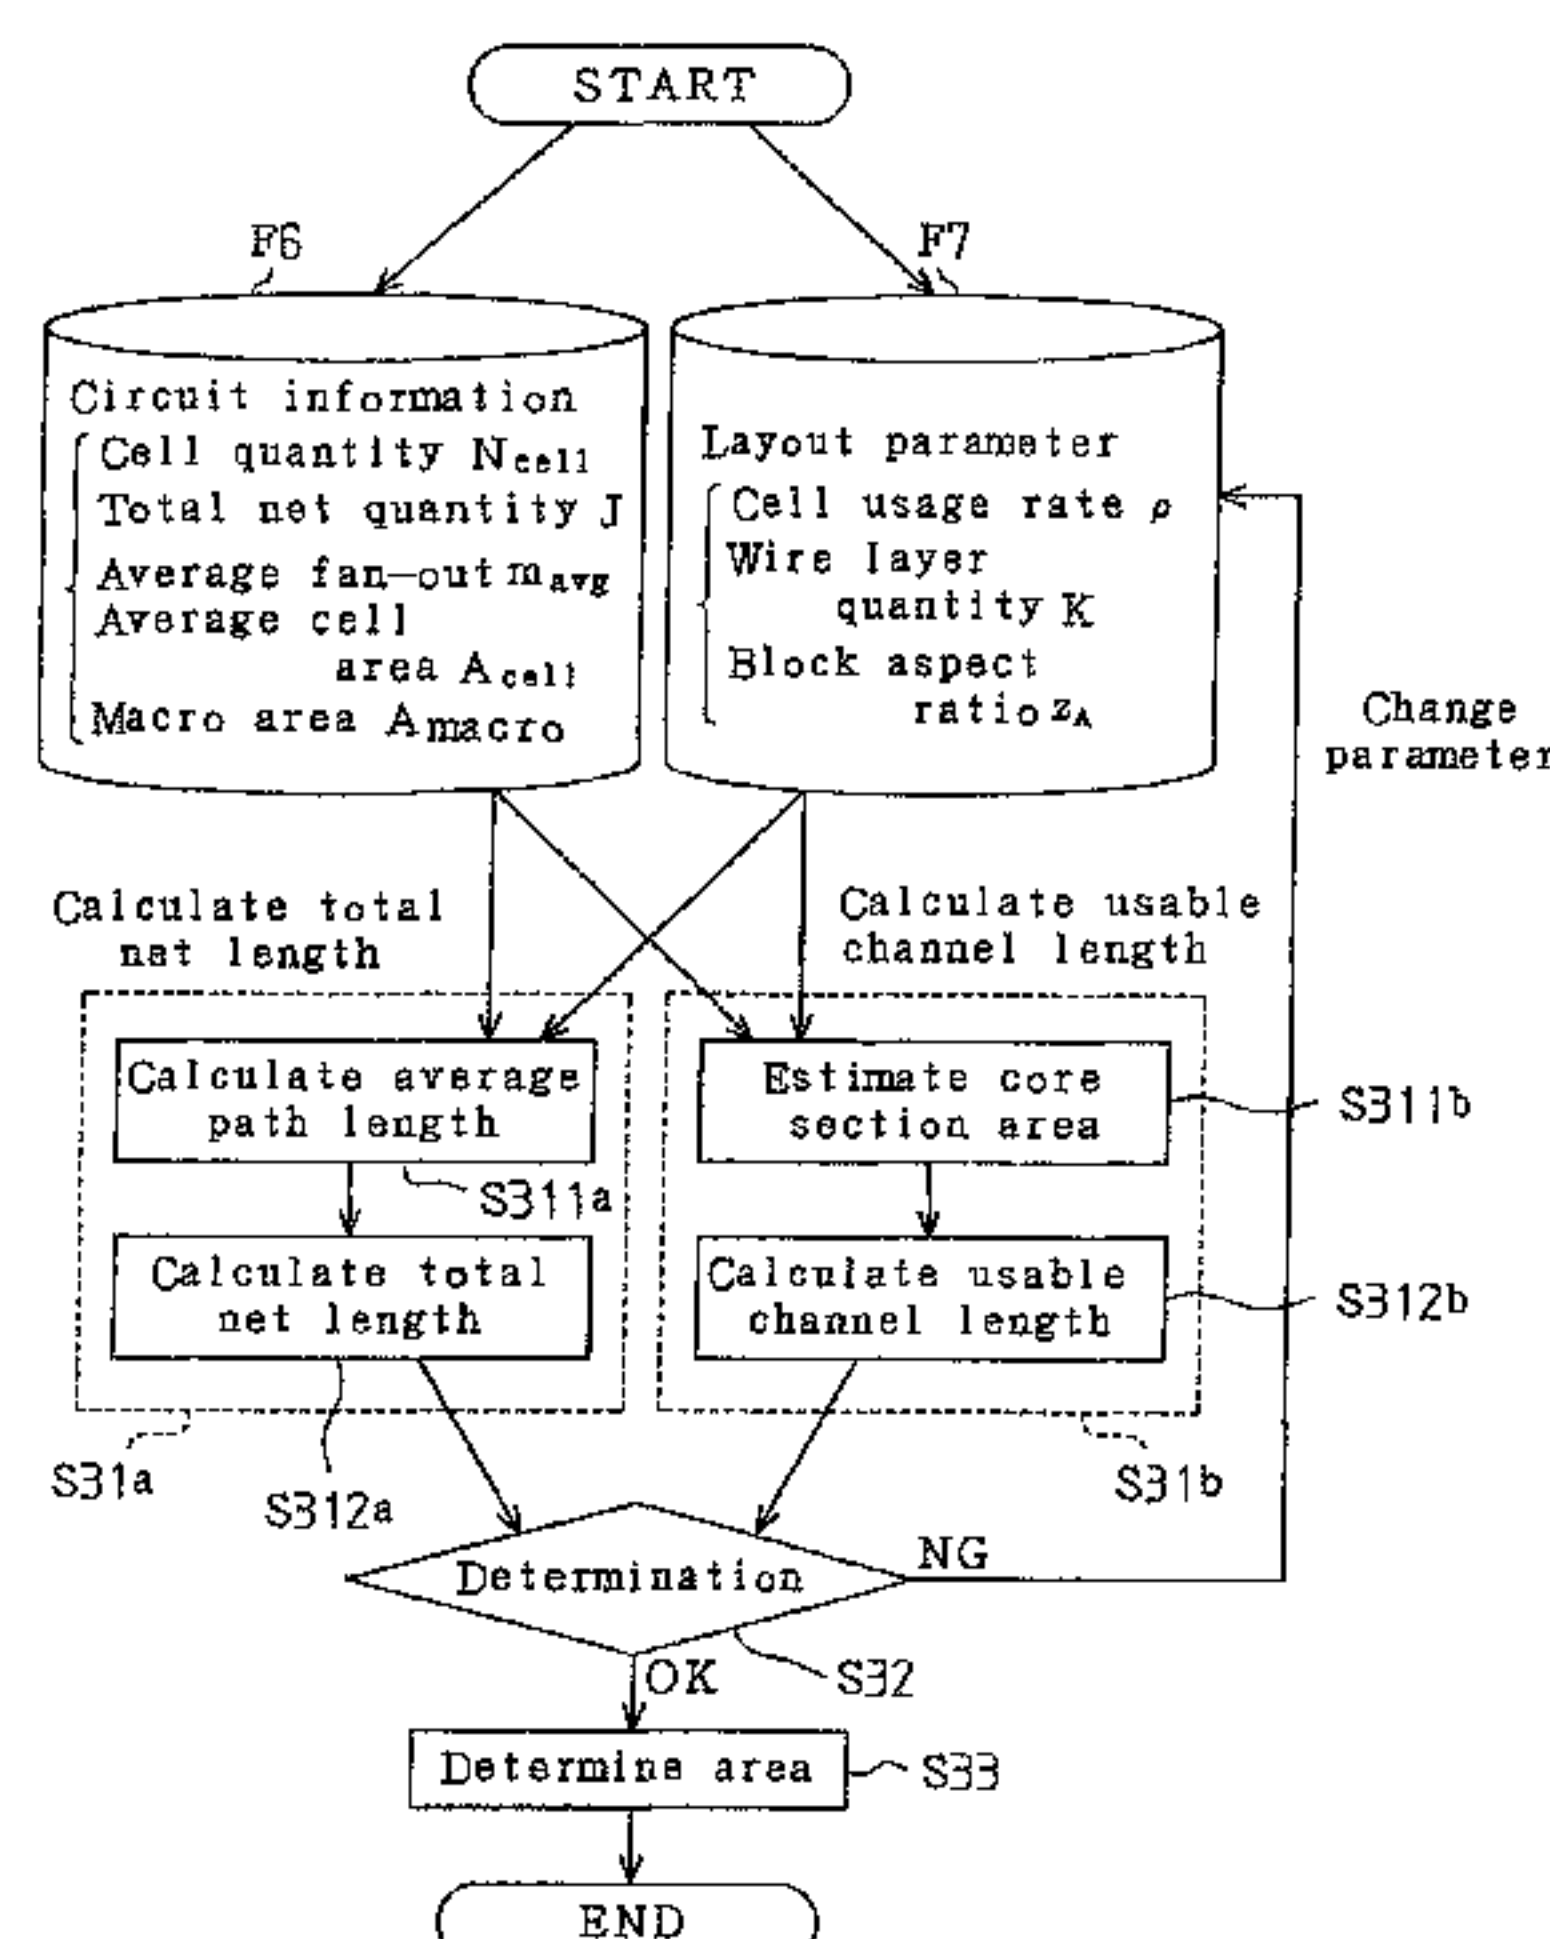 START
F6
F7
Circuit information
Cell quantity Ncell
Total net quantity J
Average fan-out mavg
Average cell
area Acell
Macro area Amacro
Layout parameter
Cell usage rate ρ
Wire layer
quantity K
Block aspect
ratio zA
Change
parameter
Calculate total
net length
Calculate usable
channel length
Calculate average
path length
S311a
Estimate core
section area
S311b
Calculate total
net length
Calculate usable
channel length
S312b
S31a
S312a
S31b
Determination
NG
S32
OK
Determine area
S33
END